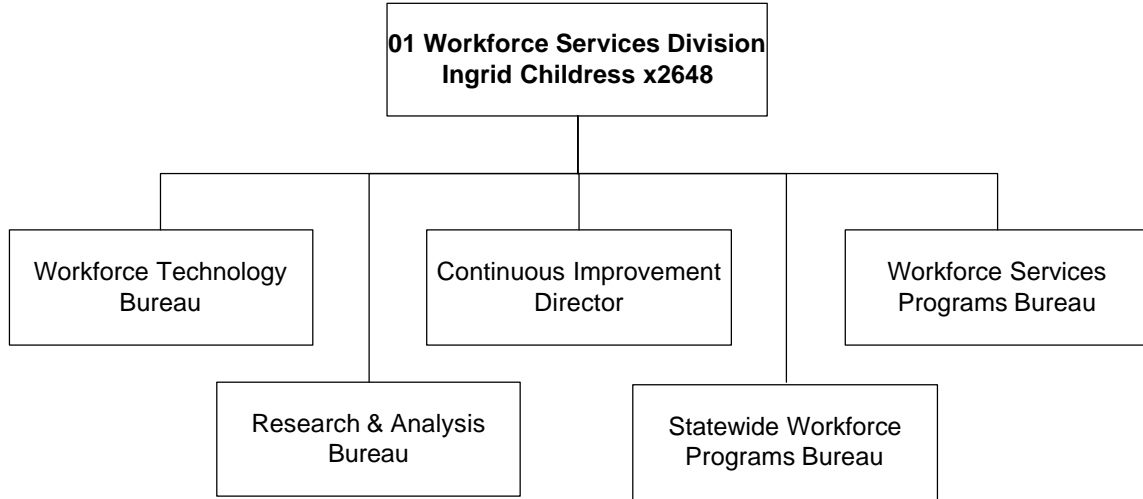 01 Workforce Services Division
Ingrid Childress x2648
Workforce Technology
Bureau
Continuous Improvement
Director
Workforce Services
Programs Bureau
Research & Analysis
Bureau
Statewide Workforce
Programs Bureau